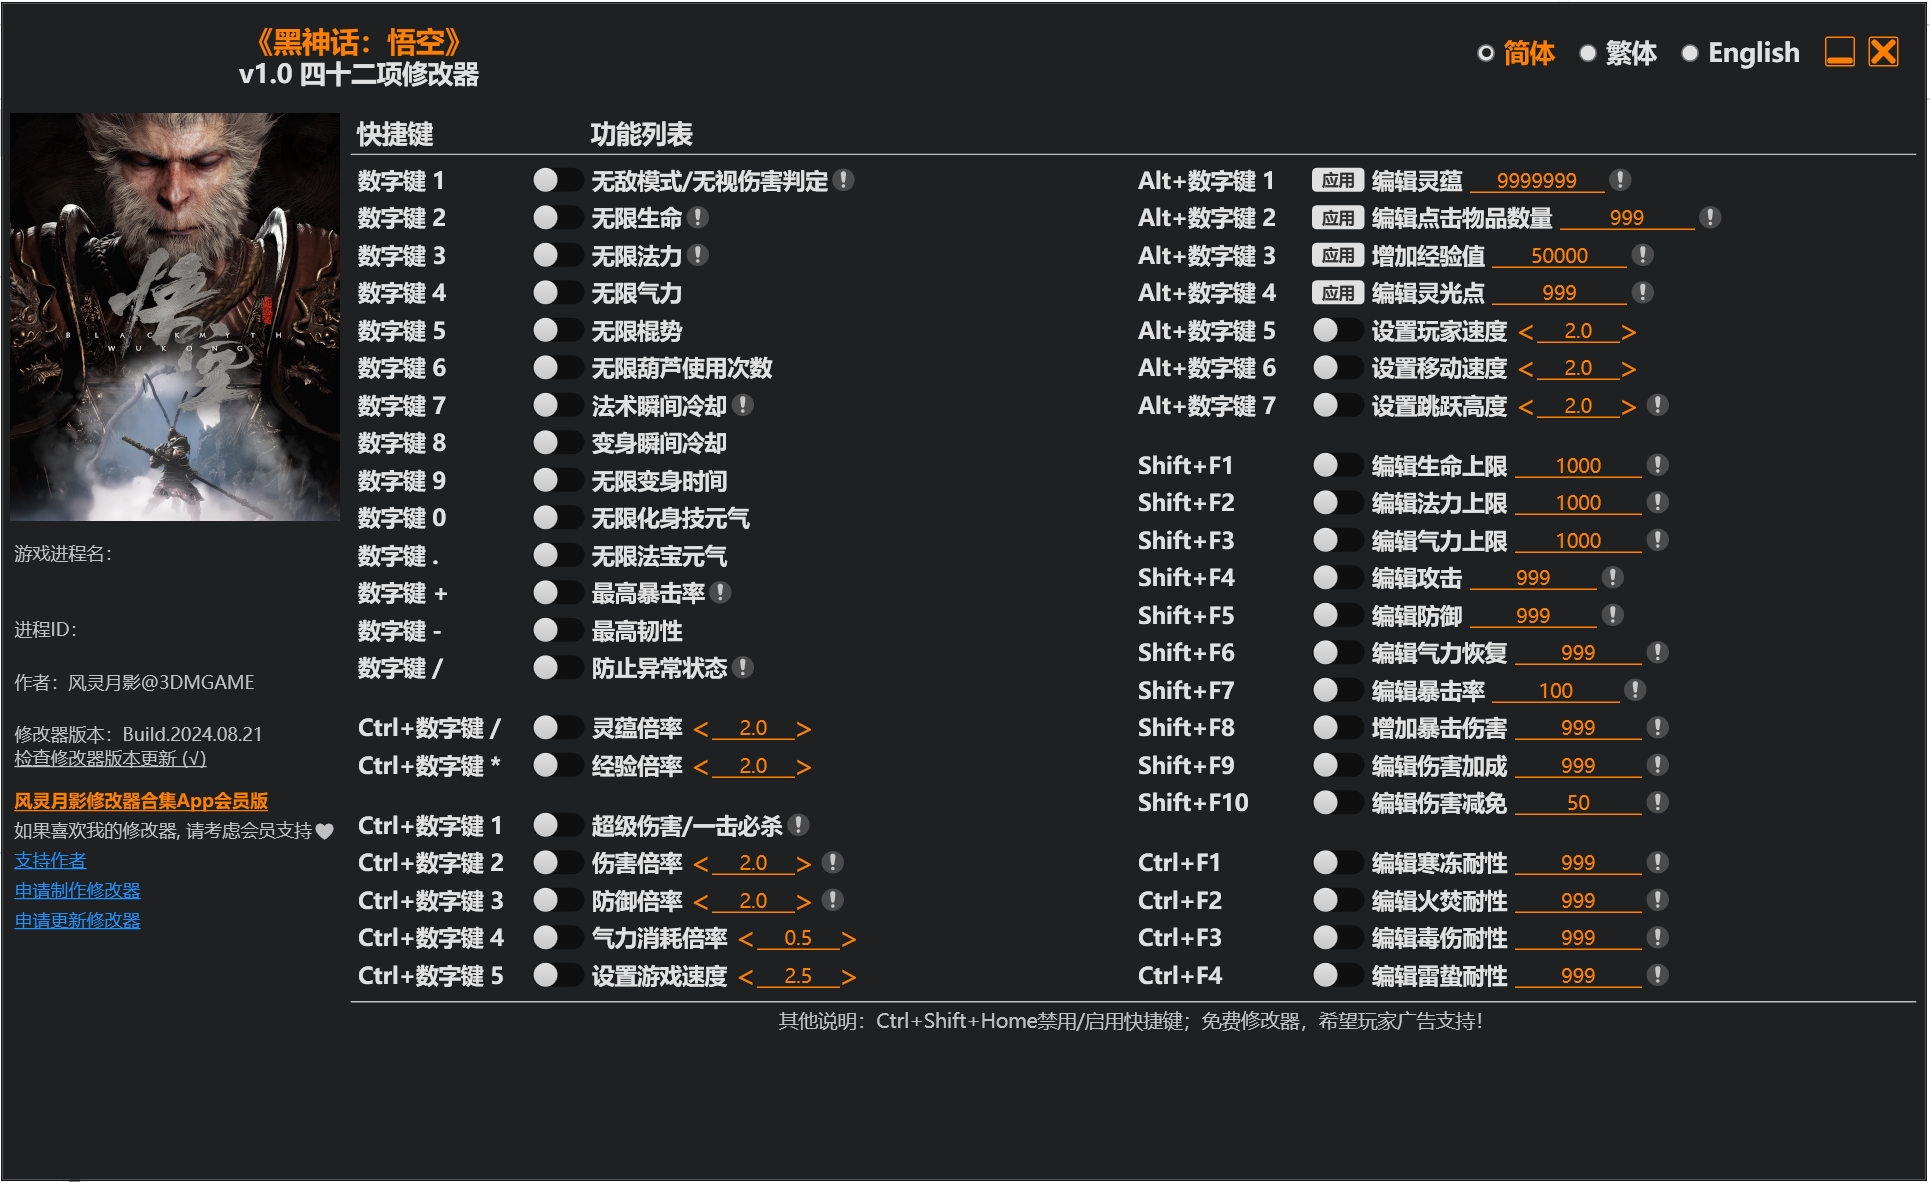 《黑神话：悟空》
v1.0 四十二项修改器
简体 繁体 English
快捷键 功能列表
悟空
BLACK MYTH
WUKONG
数字键 1 无敌模式/无视伤害判定
数字键 2 无限生命
数字键 3 无限法力
数字键 4 无限气力
数字键 5 无限棍势
数字键 6 无限葫芦使用次数
数字键 7 法术瞬间冷却
数字键 8 变身瞬间冷却
数字键 9 无限变身时间
数字键 0 无限化身技元气
数字键 . 无限法宝元气
数字键 + 最高暴击率
数字键 - 最高韧性
数字键 / 防止异常状态
Ctrl+数字键 / 灵蕴倍率 < 2.0 >
Ctrl+数字键 * 经验倍率 < 2.0 >
Ctrl+数字键 1 超级伤害/一击必杀
Ctrl+数字键 2 伤害倍率 < 2.0 >
Ctrl+数字键 3 防御倍率 < 2.0 >
Ctrl+数字键 4 气力消耗倍率 < 0.5 >
Ctrl+数字键 5 设置游戏速度 < 2.5 >
Alt+数字键 1 应用 编辑灵蕴 9999999
Alt+数字键 2 应用 编辑点击物品数量 999
Alt+数字键 3 应用 增加经验值 50000
Alt+数字键 4 应用 编辑灵光点 999
Alt+数字键 5 设置玩家速度 < 2.0 >
Alt+数字键 6 设置移动速度 < 2.0 >
Alt+数字键 7 设置跳跃高度 < 2.0 >
Shift+F1 编辑生命上限 1000
Shift+F2 编辑法力上限 1000
Shift+F3 编辑气力上限 1000
Shift+F4 编辑攻击 999
Shift+F5 编辑防御 999
Shift+F6 编辑气力恢复 999
Shift+F7 编辑暴击率 100
Shift+F8 增加暴击伤害 999
Shift+F9 编辑伤害加成 999
Shift+F10 编辑伤害减免 50
Ctrl+F1 编辑寒冻耐性 999
Ctrl+F2 编辑火焚耐性 999
Ctrl+F3 编辑毒伤耐性 999
Ctrl+F4 编辑雷蛰耐性 999
游戏进程名：
进程ID：
作者：风灵月影@3DMGAME
修改器版本：Build.2024.08.21
检查修改器版本更新 (√)
风灵月影修改器合集App会员版
如果喜欢我的修改器, 请考虑会员支持
支持作者
申请制作修改器
申请更新修改器
其他说明：Ctrl+Shift+Home禁用/启用快捷键；免费修改器，希望玩家广告支持！